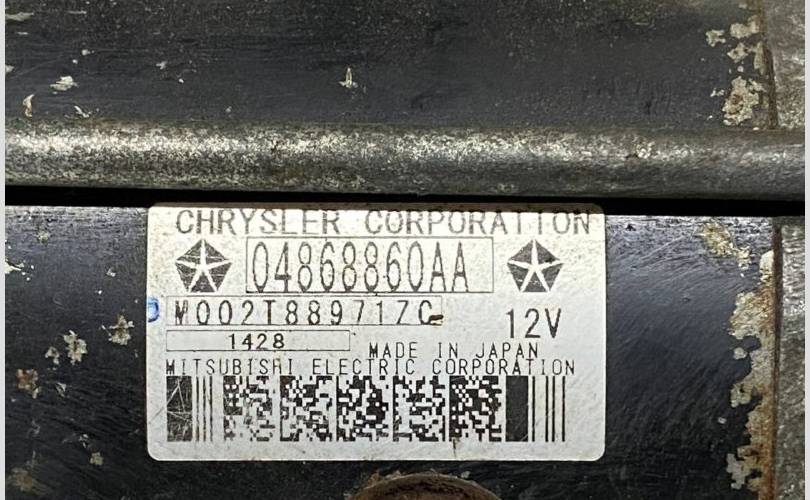 CHRYSLER CORPORATION
04868860AA
M002T88971ZC
12V
1428
MADE IN JAPAN
MITSUBISHI ELECTRIC CORPORATION